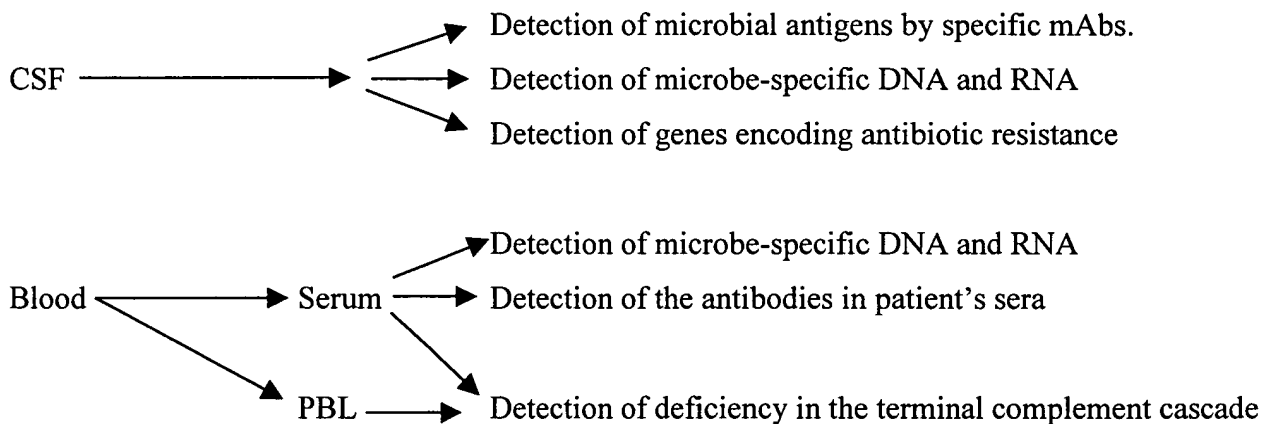 Detection of microbial antigens by specific mAbs.
CSF
Detection of microbe-specific DNA and RNA
Detection of genes encoding antibiotic resistance
Detection of microbe-specific DNA and RNA
Blood
Serum
Detection of the antibodies in patient's sera
PBL
Detection of deficiency in the terminal complement cascade